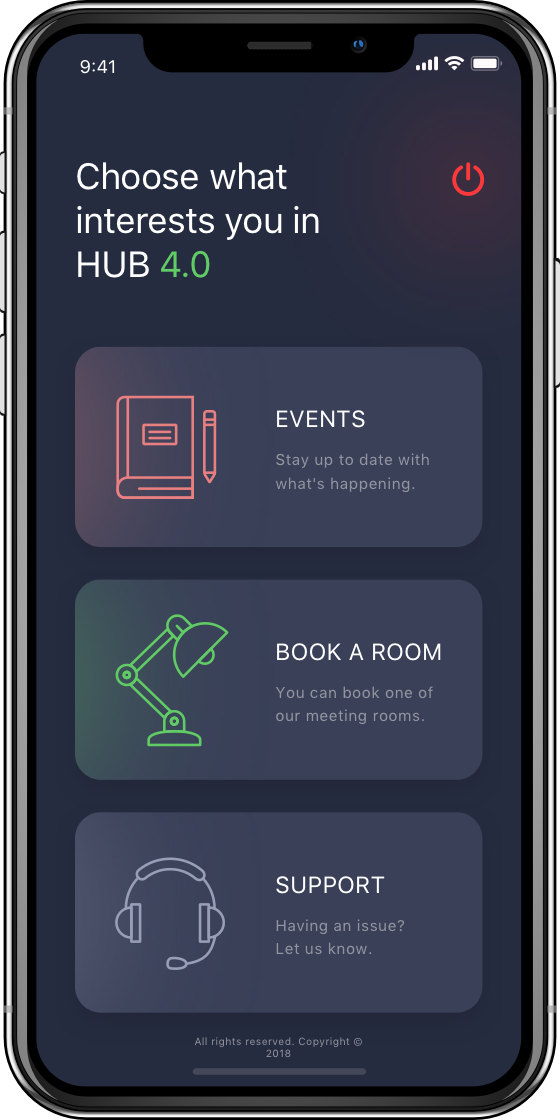 9:41
Choose what
interests you in
HUB 4.0
EVENTS
Stay up to date with
what's happening.
BOOK A ROOM
You can book one of
our meeting rooms.
SUPPORT
Having an issue?
Let us know.
All rights reserved. Copyright ©
2018